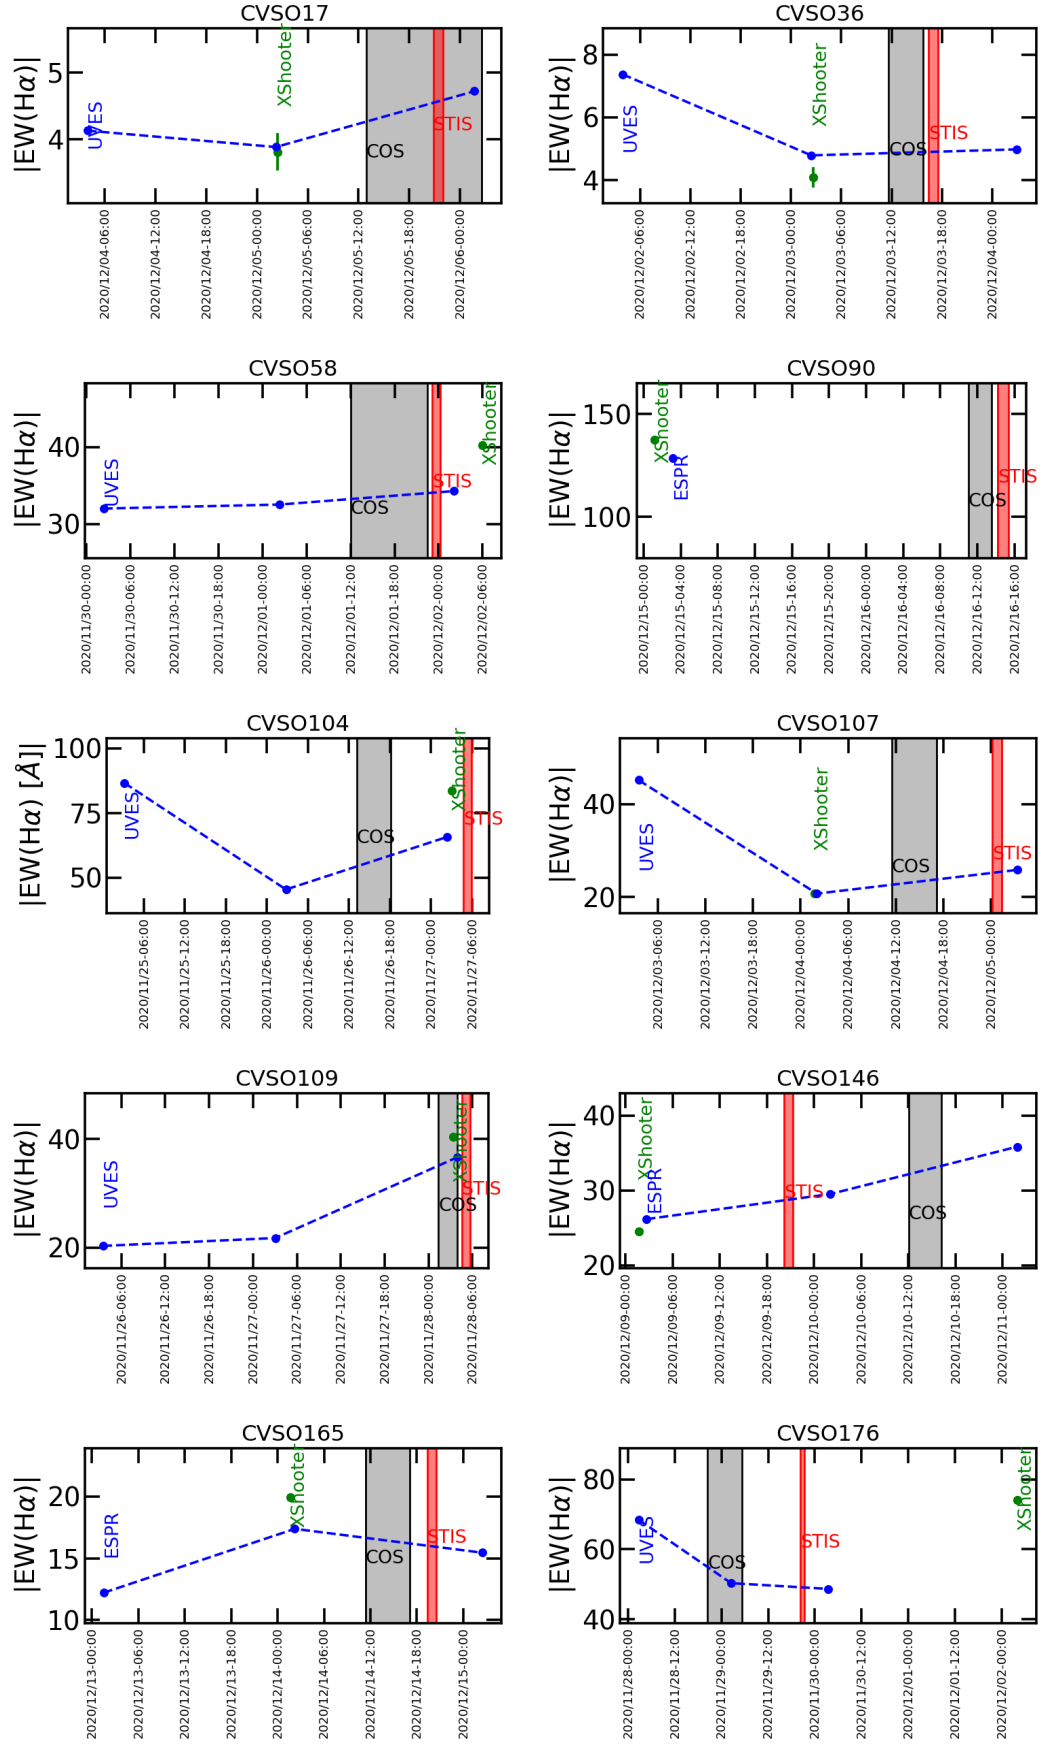 CVSO17
|EW(Hα)|
5
4
UVES
XShooter
COS
STIS
2020/12/04-06:00
2020/12/04-12:00
2020/12/04-18:00
2020/12/05-00:00
2020/12/05-06:00
2020/12/05-12:00
2020/12/05-18:00
2020/12/06-00:00
CVSO36
|EW(Hα)|
8
6
4
UVES
XShooter
COS
STIS
2020/12/02-06:00
2020/12/02-12:00
2020/12/02-18:00
2020/12/03-00:00
2020/12/03-06:00
2020/12/03-12:00
2020/12/03-18:00
2020/12/04-00:00
CVSO58
|EW(Hα)|
40
30
UVES
COS
STIS
XShooter
2020/11/30-00:00
2020/11/30-06:00
2020/11/30-12:00
2020/11/30-18:00
2020/12/01-00:00
2020/12/01-06:00
2020/12/01-12:00
2020/12/01-18:00
2020/12/02-00:00
2020/12/02-06:00
CVSO90
|EW(Hα)|
150
100
XShooter
ESPR
COS
STIS
2020/12/15-00:00
2020/12/15-04:00
2020/12/15-08:00
2020/12/15-12:00
2020/12/15-16:00
2020/12/15-20:00
2020/12/16-00:00
2020/12/16-04:00
2020/12/16-08:00
2020/12/16-12:00
2020/12/16-16:00
CVSO104
|EW(Hα) [Å]|
100
75
50
UVES
COS
XShooter
STIS
2020/11/25-06:00
2020/11/25-12:00
2020/11/25-18:00
2020/11/26-00:00
2020/11/26-06:00
2020/11/26-12:00
2020/11/26-18:00
2020/11/27-00:00
2020/11/27-06:00
CVSO107
|EW(Hα)|
40
20
UVES
XShooter
COS
STIS
2020/12/03-06:00
2020/12/03-12:00
2020/12/03-18:00
2020/12/04-00:00
2020/12/04-06:00
2020/12/04-12:00
2020/12/04-18:00
2020/12/05-00:00
CVSO109
|EW(Hα)|
40
20
UVES
COS
XShooter
STIS
2020/11/26-06:00
2020/11/26-12:00
2020/11/26-18:00
2020/11/27-00:00
2020/11/27-06:00
2020/11/27-12:00
2020/11/27-18:00
2020/11/28-00:00
2020/11/28-06:00
CVSO146
|EW(Hα)|
40
30
20
XShooter
ESPR
STIS
COS
2020/12/09-00:00
2020/12/09-06:00
2020/12/09-12:00
2020/12/09-18:00
2020/12/10-00:00
2020/12/10-06:00
2020/12/10-12:00
2020/12/10-18:00
2020/12/11-00:00
CVSO165
|EW(Hα)|
20
15
10
ESPR
XShooter
COS
STIS
2020/12/13-00:00
2020/12/13-06:00
2020/12/13-12:00
2020/12/13-18:00
2020/12/14-00:00
2020/12/14-06:00
2020/12/14-12:00
2020/12/14-18:00
2020/12/15-00:00
CVSO176
|EW(Hα)|
80
60
40
UVES
COS
STIS
XShooter
2020/11/28-00:00
2020/11/28-12:00
2020/11/29-00:00
2020/11/29-12:00
2020/11/30-00:00
2020/11/30-12:00
2020/12/01-00:00
2020/12/01-12:00
2020/12/02-00:00